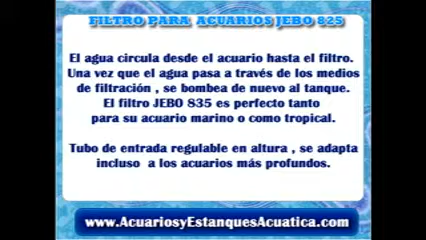 FILTRO PARA ACUARIOS JEBO 825
El agua circula desde el acuario hasta el filtro.
Una vez que el agua pasa a través de los medios
de filtración , se bombea de nuevo al tanque.
El filtro JEBO 835 es perfecto tanto
para su acuario marino o como tropical.
Tubo de entrada regulable en altura , se adapta
incluso a los acuarios más profundos.
www.AcuariosyEstanquesAcuatica.com